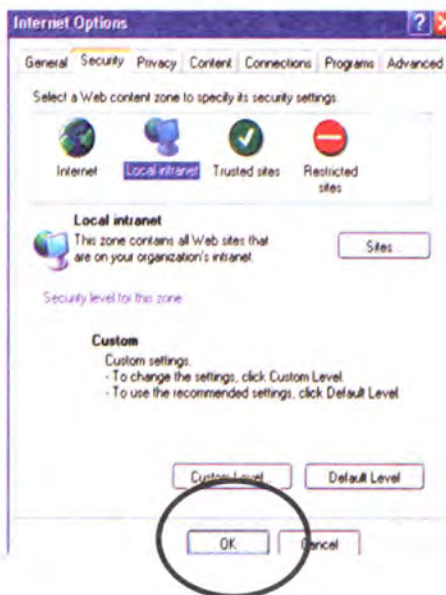 Internet Options
General Security Privacy Content Connections Programs Advanced
Select a Web content zone to specify its security settings.
Internet Local intranet Trusted sites Restricted
sites
Local intranet
This zone contains all Web sites that
are on your organization's intranet.
Sites...
Security level for this zone
Custom
Custom settings.
- To change the settings, click Custom Level.
- To use the recommended settings, click Default Level.
Custom Level... Default Level
OK Cancel